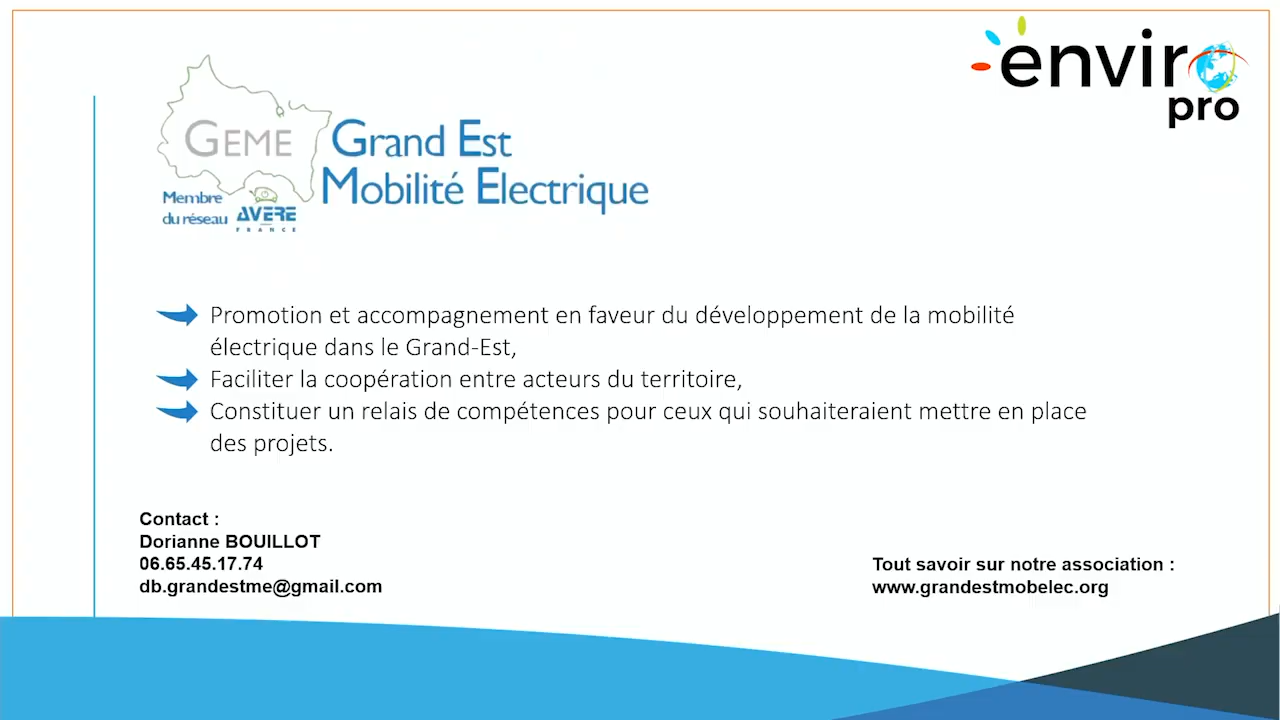 enviro
pro
GEME
Grand Est
Mobilité Electrique
Membre
du réseau
AVERE
FRANCE
Promotion et accompagnement en faveur du développement de la mobilité
électrique dans le Grand-Est,
Faciliter la coopération entre acteurs du territoire,
Constituer un relais de compétences pour ceux qui souhaiteraient mettre en place
des projets.
Contact :
Dorianne BOUILLOT
06.65.45.17.74
db.grandestme@gmail.com
Tout savoir sur notre association :
www.grandestmobelec.org